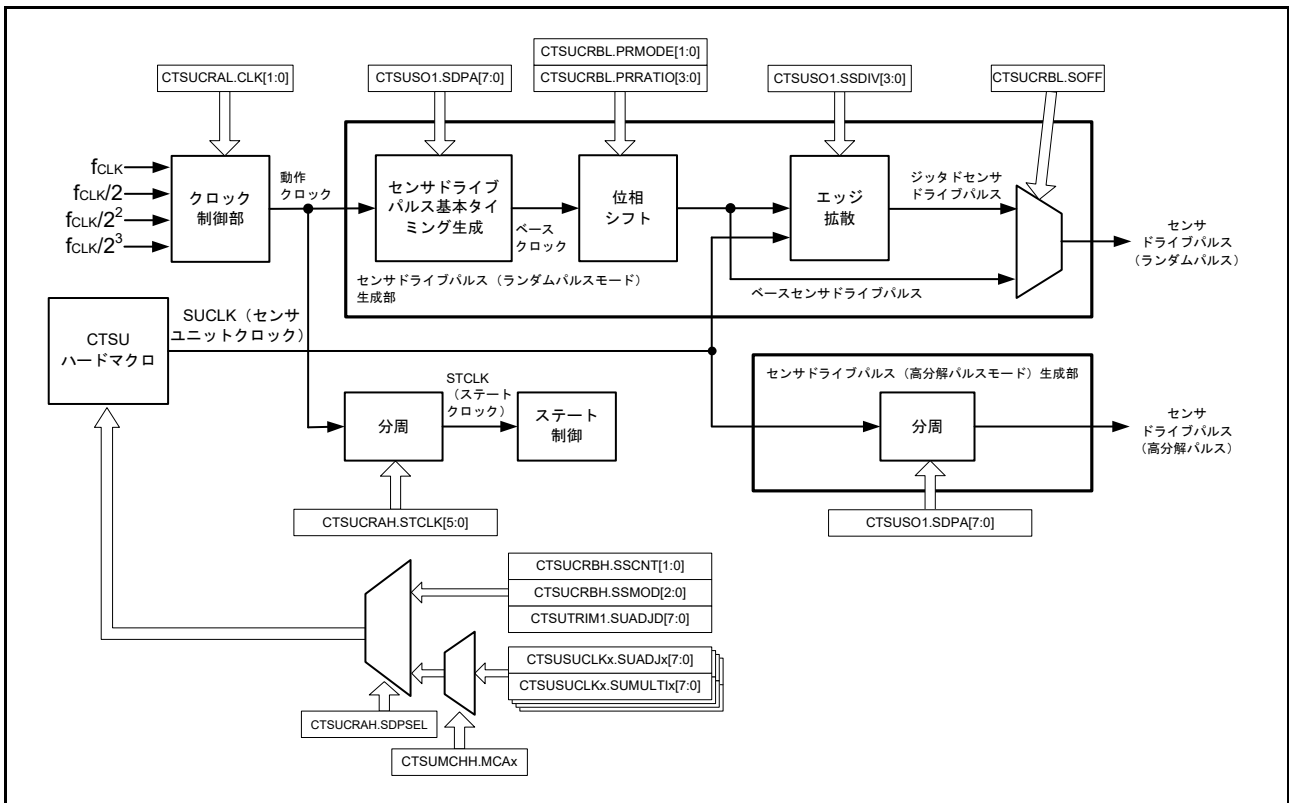 CTSUCRAL.CLK[1:0]
CTSUSO1.SDPA[7:0]
CTSUCRBL.PRMODE[1:0]
CTSUCRBL.PRRATIO[3:0]
CTSUSO1.SSDIV[3:0]
CTSUCRBL.SOFF
fCLK
fCLK/2
fCLK/2²
fCLK/2³
クロック
制御部
動作
クロック
センサドライブ
パルス基本タイ
ミング生成
ベース
クロック
位相
シフト
エッジ
拡散
ジッタドセンサ
ドライブパルス
センサ
ドライブパルス
(ランダムパルス)
センサドライブパルス（ランダムパルスモード）
生成部
ベースセンサドライブパルス
CTSU
ハードマクロ
SUCLK（センサ
ユニットクロック）
STCLK
（ステート
クロック）
分周
ステート
制御
CTSUCRAH.STCLK[5:0]
センサドライブパルス（高分解パルスモード）生成部
分周
センサ
ドライブパルス
(高分解パルス)
CTSUSO1.SDPA[7:0]
CTSUCRBH.SSCNT[1:0]
CTSUCRBH.SSMOD[2:0]
CTSUTRIM1.SUADJD[7:0]
CTSUSUCLKx.SUADJx[7:0]
CTSUSUCLKx.SUMULTIx[7:0]
CTSUCRAH.SDPSEL
CTSUMCHH.MCAx